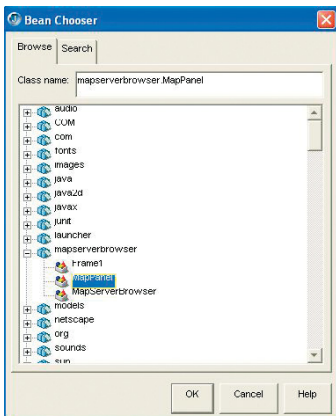 Bean Chooser
Browse Search
Class name: mapserverbrowser.MapPanel
audio
COM
com
fonts
images
java
java2d
javax
junit
launcher
mapserverbrowser
Frame1
MapPanel
MapServerBrowser
models
netscape
org
sounds
sun
OK Cancel Help